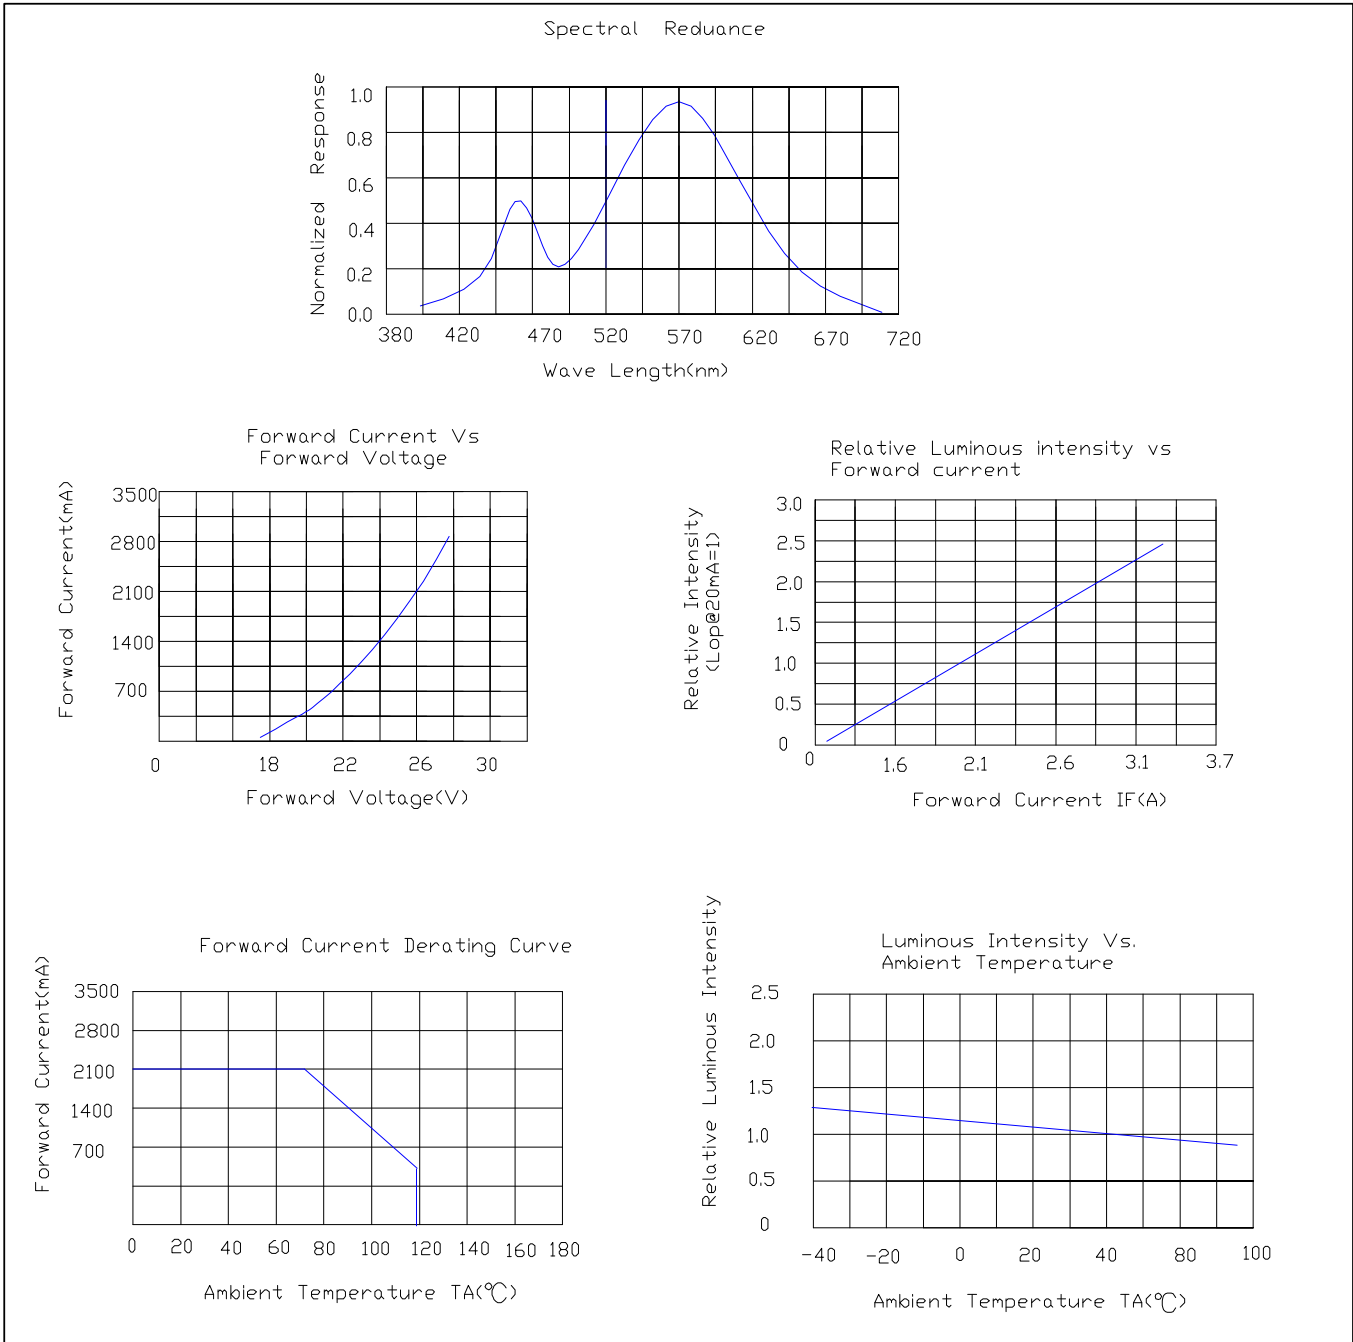 Spectral Reduance
Normalized Response
1.0
0.8
0.6
0.4
0.2
0.0
380 420 470 520 570 620 670 720
Wave Length(nm)
Forward Current Vs
Forward Voltage
Forward Current(mA)
3500
2800
2100
1400
700
0 18 22 26 30
Forward Voltage(V)
Relative Luminous intensity vs
Forward current
Relative Intensity
(Lop@20mA=1)
3.0
2.5
2.0
1.5
1.0
0.5
0
0 1.6 2.1 2.6 3.1 3.7
Forward Current IF(A)
Forward Current Derating Curve
Forward Current(mA)
3500
2800
2100
1400
700
0 20 40 60 80 100 120 140 160 180
Ambient Temperature TA(℃)
Luminous Intensity Vs.
Ambient Temperature
Relative Luminous Intensity
2.5
2.0
1.5
1.0
0.5
0
-40 -20 0 20 40 80 100
Ambient Temperature TA(℃)